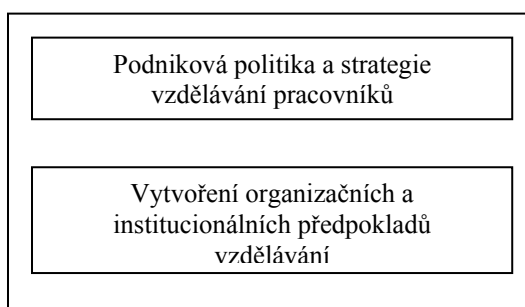 Podniková politika a strategie
vzdělávání pracovníků
Vytvoření organizačních a
institucionálních předpokladů
vzdělávání